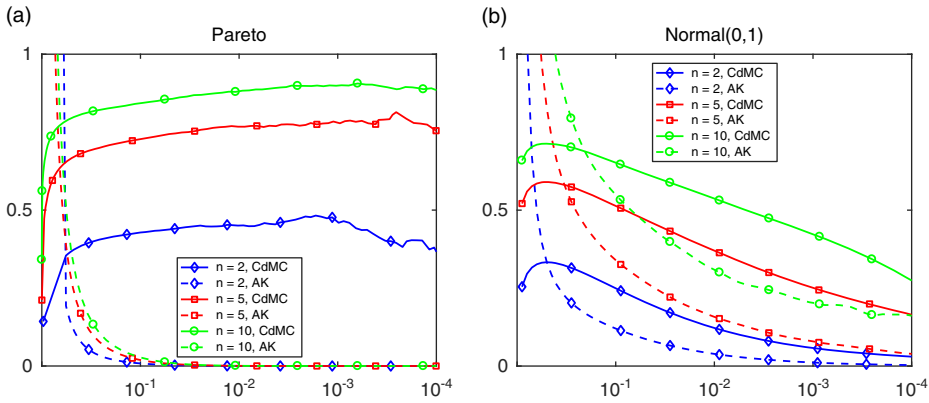 (a)
Pareto
1
0.5
0
10⁻¹ 10⁻² 10⁻³ 10⁻⁴
n = 2, CdMC
n = 2, AK
n = 5, CdMC
n = 5, AK
n = 10, CdMC
n = 10, AK
(b)
Normal(0,1)
1
0.5
0
10⁻¹ 10⁻² 10⁻³ 10⁻⁴
n = 2, CdMC
n = 2, AK
n = 5, CdMC
n = 5, AK
n = 10, CdMC
n = 10, AK